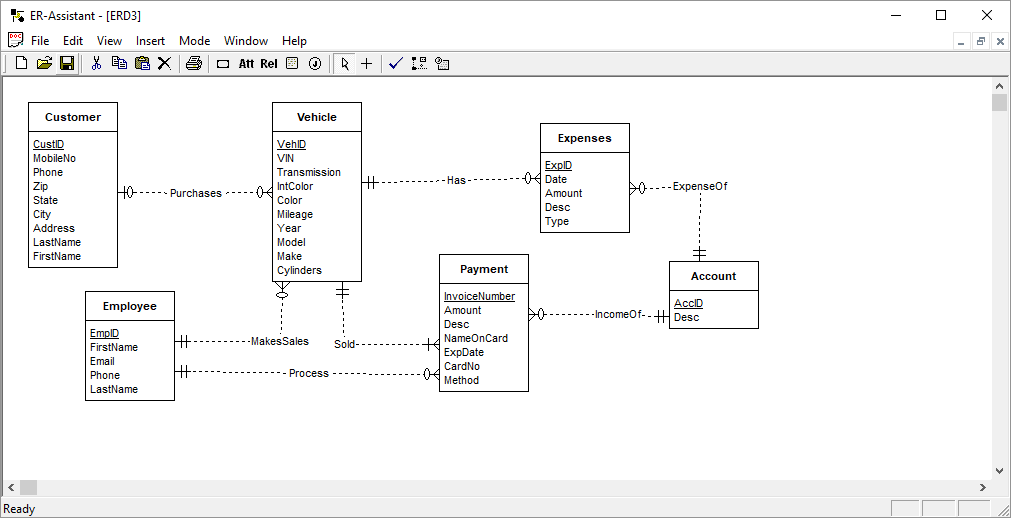 ER-Assistant - [ERD3]
File Edit View Insert Mode Window Help
Att Rel
Customer
CustID
MobileNo
Phone
Zip
State
City
Address
LastName
FirstName
Purchases
Vehicle
VehID
VIN
Transmission
IntColor
Color
Mileage
Year
Model
Make
Cylinders
Has
Expenses
ExpID
Date
Amount
Desc
Type
ExpenseOf
Employee
EmpID
FirstName
Email
Phone
LastName
MakesSales
Sold
Process
Payment
InvoiceNumber
Amount
Desc
NameOnCard
ExpDate
CardNo
Method
IncomeOf
Account
AccID
Desc
Ready